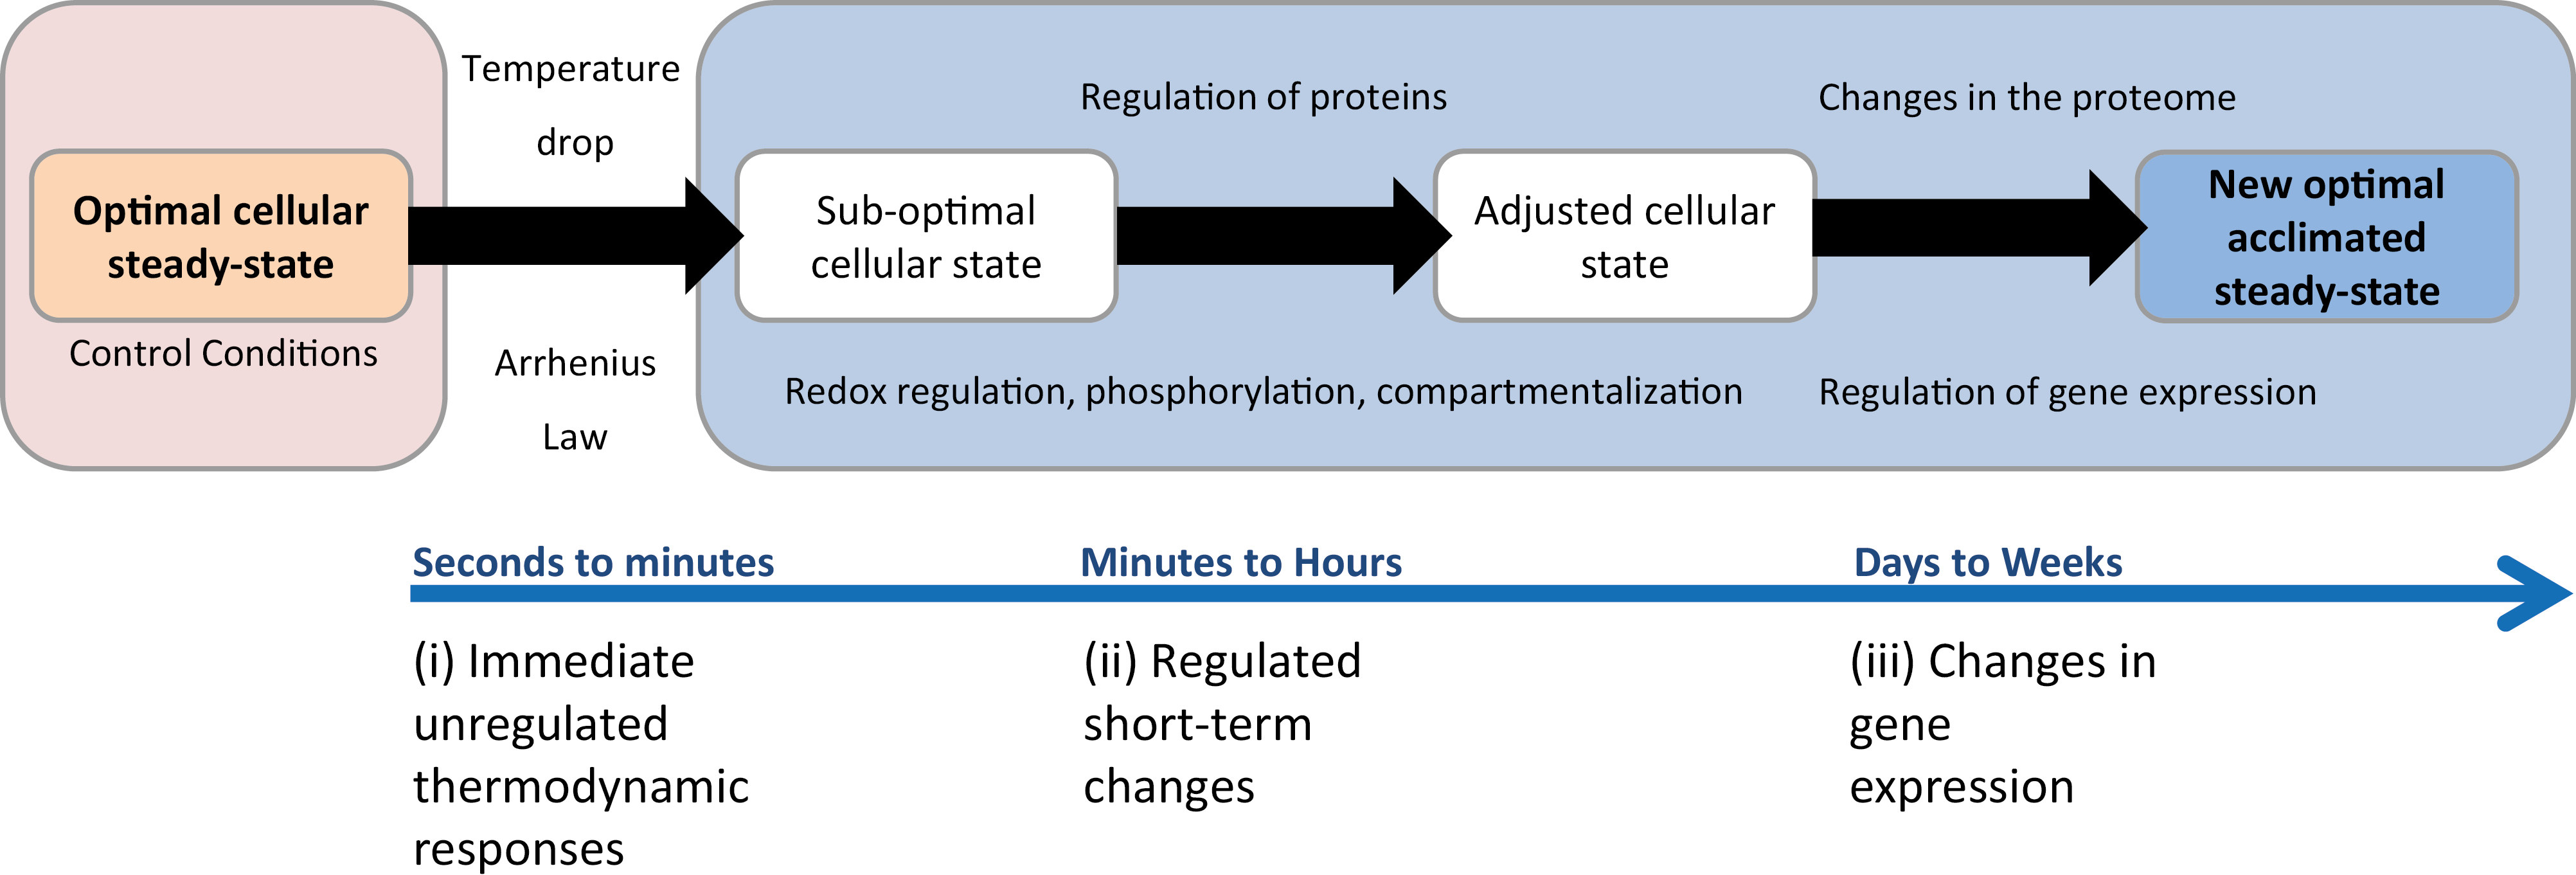 Temperature
drop
Regulation of proteins
Changes in the proteome
Optimal cellular
steady-state
Sub-optimal
cellular state
Adjusted cellular
state
New optimal
acclimated
steady-state
Control Conditions
Arrhenius
Law
Redox regulation, phosphorylation, compartmentalization
Regulation of gene expression
Seconds to minutes
Minutes to Hours
Days to Weeks
(i) Immediate
unregulated
thermodynamic
responses
(ii) Regulated
short-term
changes
(iii) Changes in
gene
expression